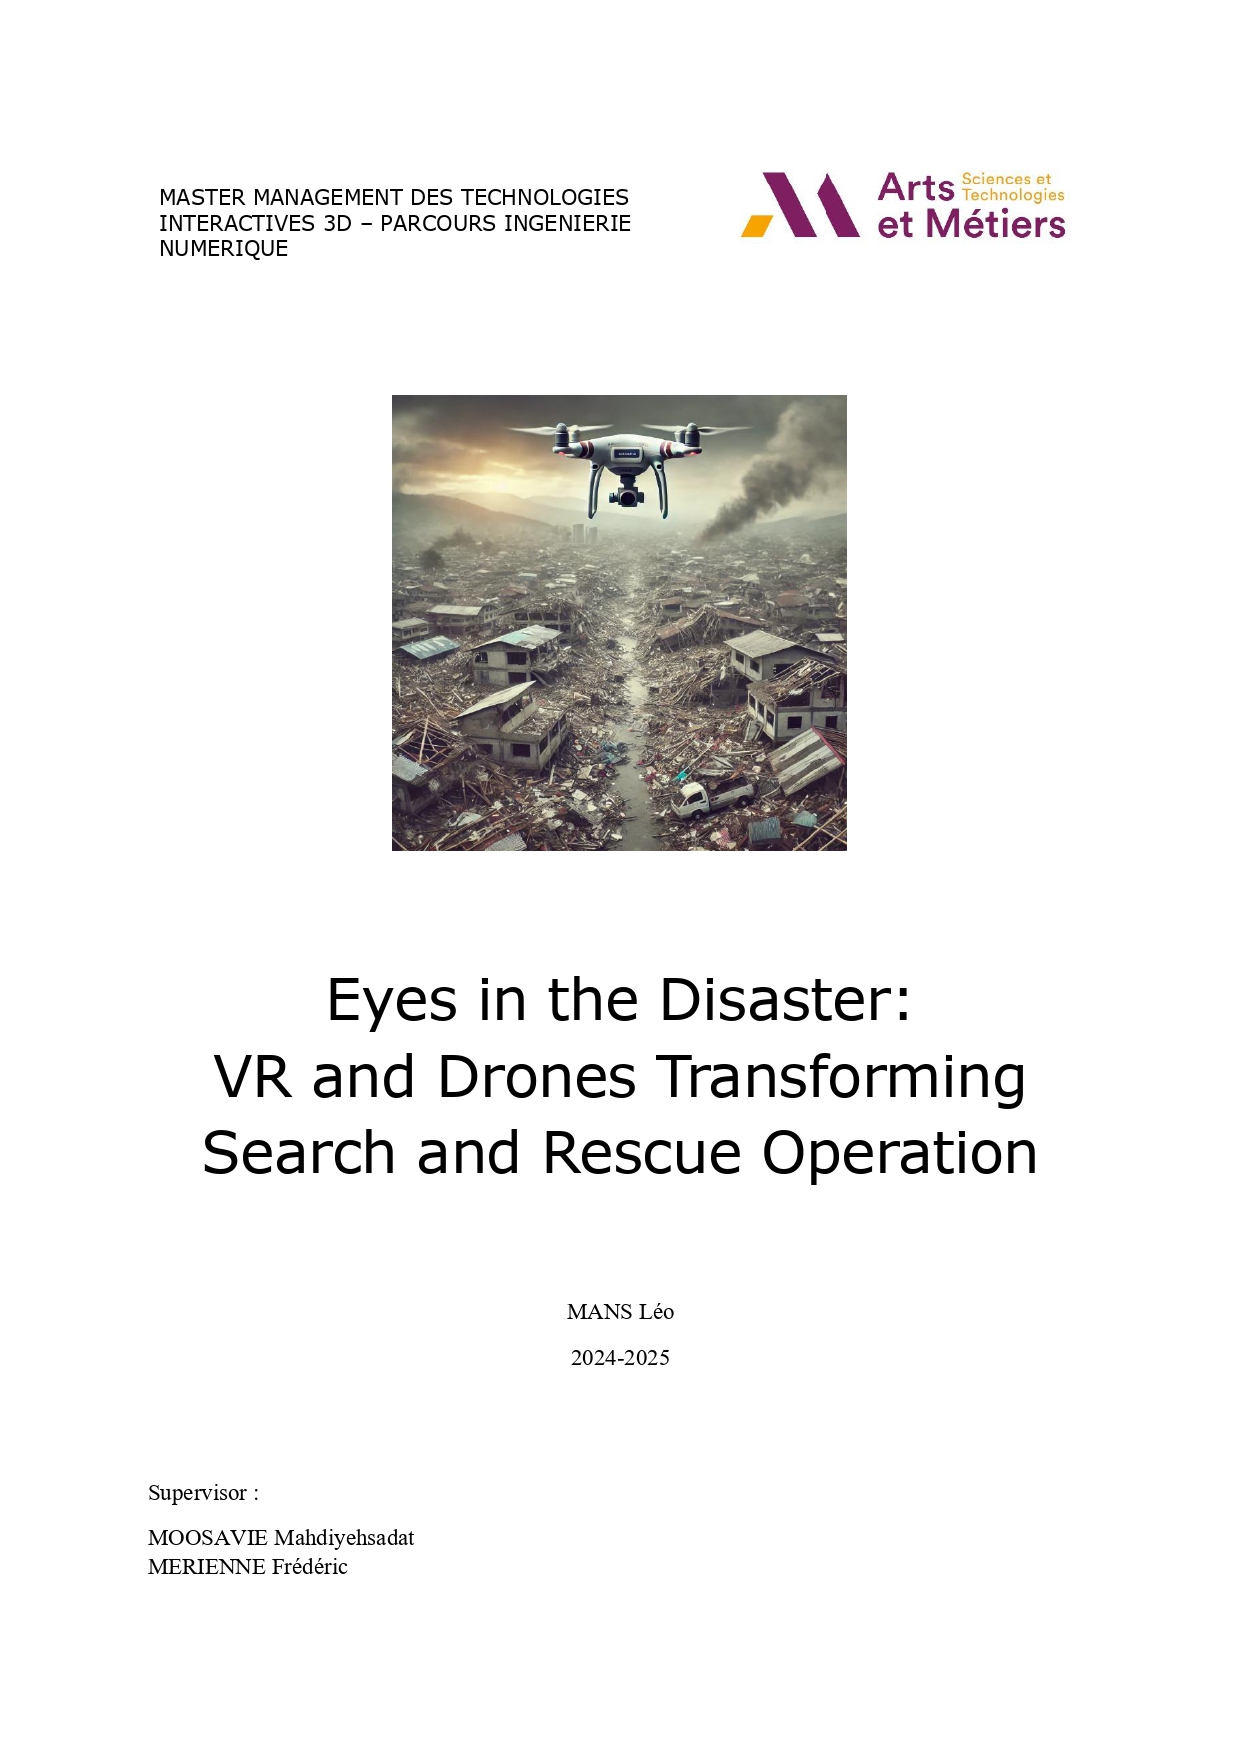 MASTER MANAGEMENT DES TECHNOLOGIES
INTERACTIVES 3D – PARCOURS INGENIERIE
NUMERIQUE
Arts Sciences et
Technologies
et Métiers
Eyes in the Disaster:
VR and Drones Transforming
Search and Rescue Operation
MANS Léo
2024-2025
Supervisor :
MOOSAVIE Mahdiyehsadat
MERIENNE Frédéric